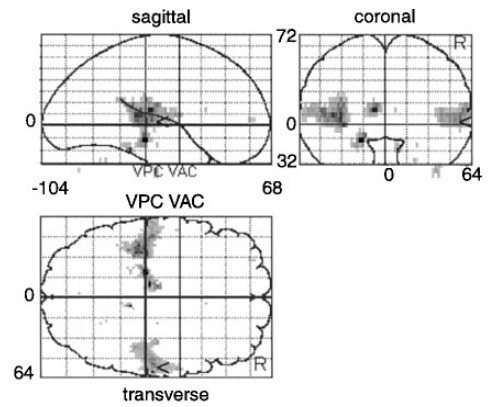 sagittal
coronal
72
R
0
0
VPC VAC
32
-104
68
0
64
VPC VAC
0
R
64
transverse